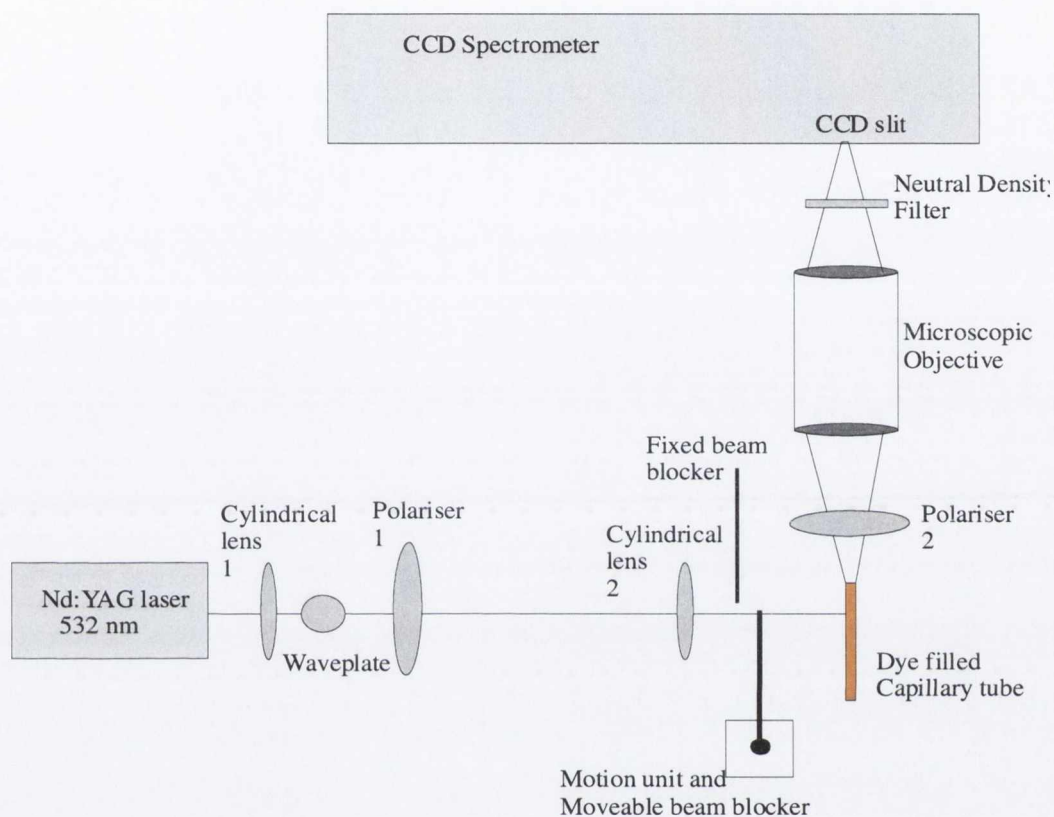 CCD Spectrometer
CCD slit
Neutral Density
Filter
Microscopic
Objective
Fixed beam
blocker
Polariser
2
Cylindrical
lens
1
Polariser
1
Cylindrical
lens
2
Nd:YAG laser
532 nm
Waveplate
Dye filled
Capillary tube
Motion unit and
Moveable beam blocker